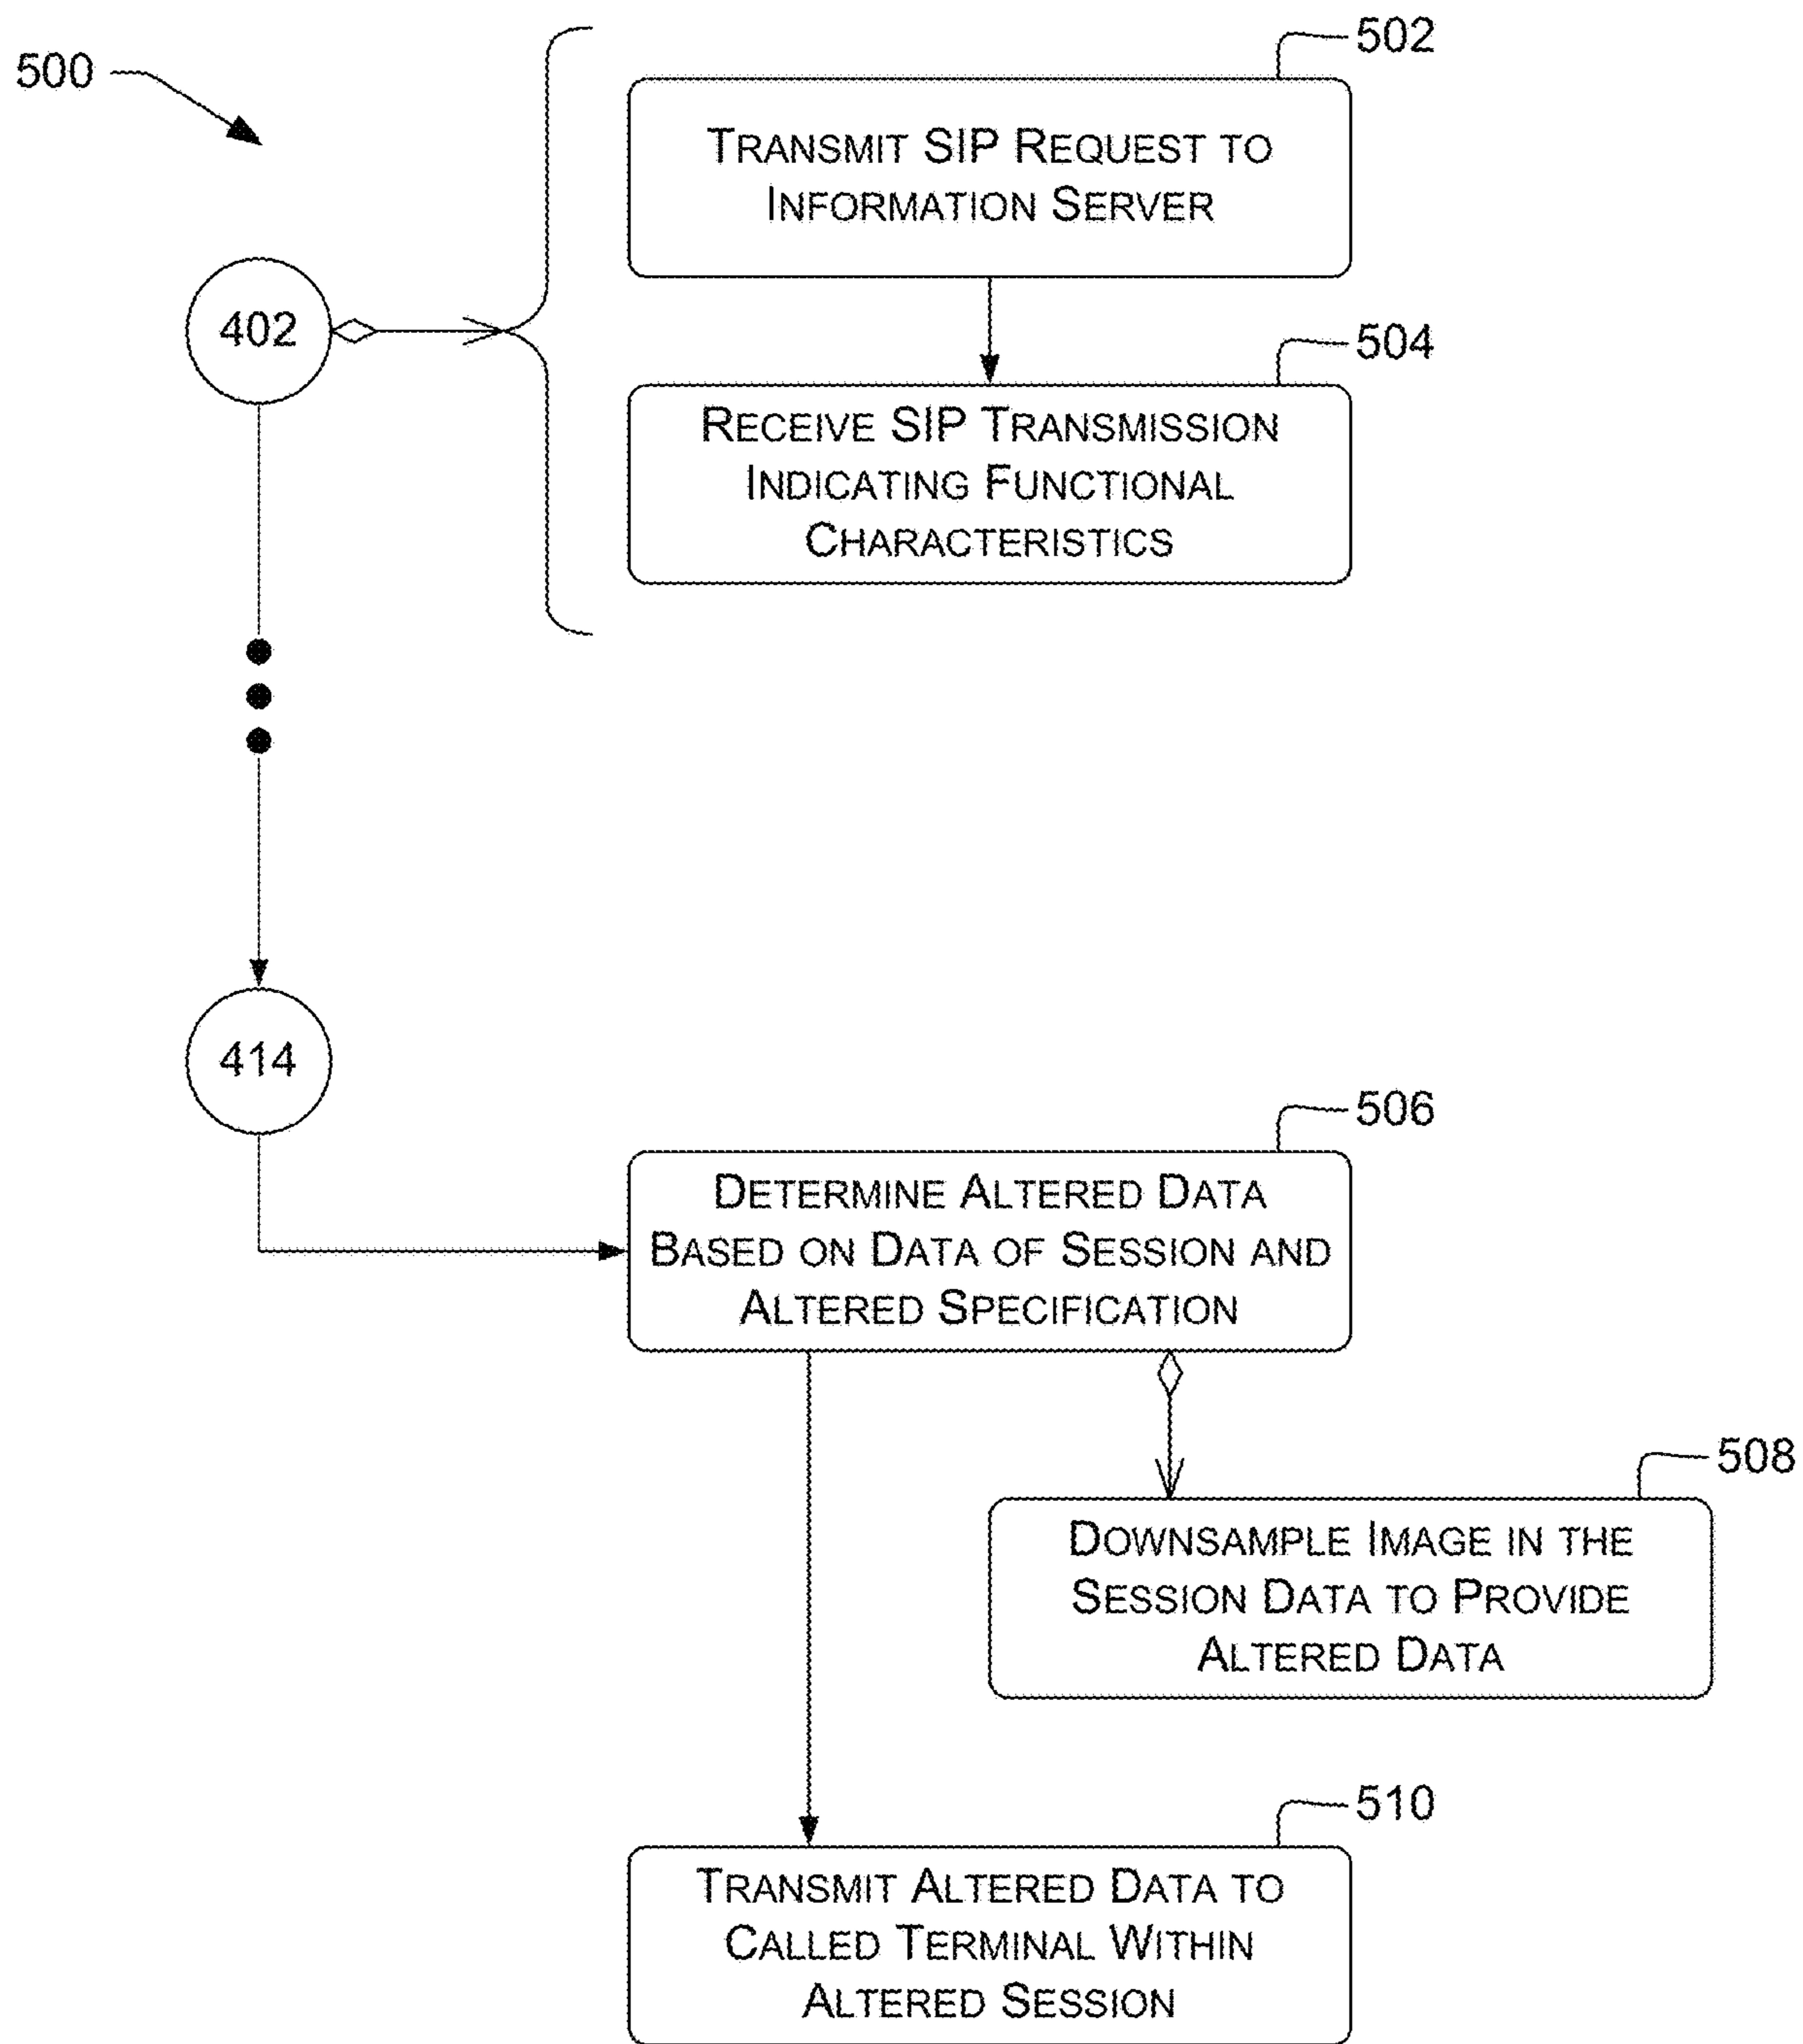 500
502
TRANSMIT SIP REQUEST TO
INFORMATION SERVER
402
504
RECEIVE SIP TRANSMISSION
INDICATING FUNCTIONAL
CHARACTERISTICS
414
506
DETERMINE ALTERED DATA
BASED ON DATA OF SESSION AND
ALTERED SPECIFICATION
508
DOWNSAMPLE IMAGE IN THE
SESSION DATA TO PROVIDE
ALTERED DATA
510
TRANSMIT ALTERED DATA TO
CALLED TERMINAL WITHIN
ALTERED SESSION